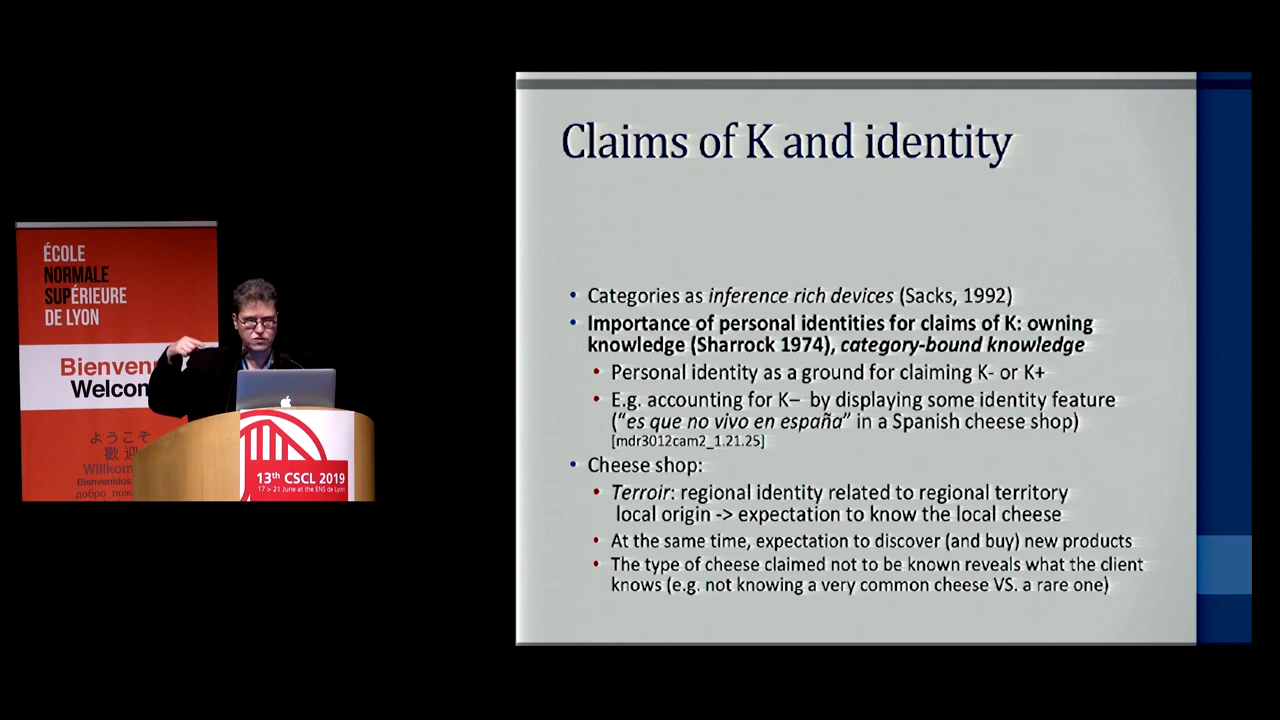 ÉCOLE
NORMALE
SUPÉRIEURE
DE LYON
Bienvenu
Welcom
ようこそ
歡迎
Willkom
Bienvenidos
добро пож
13th CSCL 2019
17 > 21 June at the ENS de Lyon
Claims of K and identity
• Categories as inference rich devices (Sacks, 1992)
• Importance of personal identities for claims of K: owning
knowledge (Sharrock 1974), category-bound knowledge
• Personal identity as a ground for claiming K- or K+
• E.g. accounting for K– by displaying some identity feature
(“es que no vivo en españa” in a Spanish cheese shop)
[mdr3012cam2_1.21.25]
• Cheese shop:
• Terroir: regional identity related to regional territory
local origin -> expectation to know the local cheese
• At the same time, expectation to discover (and buy) new products
• The type of cheese claimed not to be known reveals what the client
knows (e.g. not knowing a very common cheese VS. a rare one)